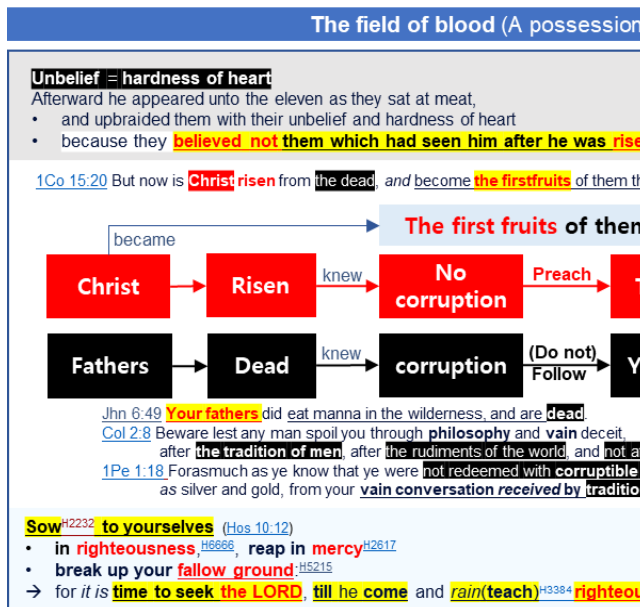 The field of blood (A possession
Unbelief = hardness of heart
Afterward he appeared unto the eleven as they sat at meat,
• and upbraided them with their unbelief and hardness of heart
• because they believed not them which had seen him after he was rise
1Co 15:20 But now is Christ risen from the dead, and become the firstfruits of them th
became
The first fruits of them
Christ Risen knew No corruption Preach T
Fathers Dead knew corruption (Do not) Follow Y
Jhn 6:49 Your fathers did eat manna in the wilderness, and are dead.
Col 2:8 Beware lest any man spoil you through philosophy and vain deceit,
after the tradition of men, after the rudiments of the world, and not a
1Pe 1:18 Forasmuch as ye know that ye were not redeemed with corruptible
as silver and gold, from your vain conversation received by tradition
Sow H2232 to yourselves (Hos 10:12)
• in righteousness, H6666, reap in mercy H2617
• break up your fallow ground: H5215
→ for it is time to seek the LORD, till he come and rain(teach) H3384 righteou